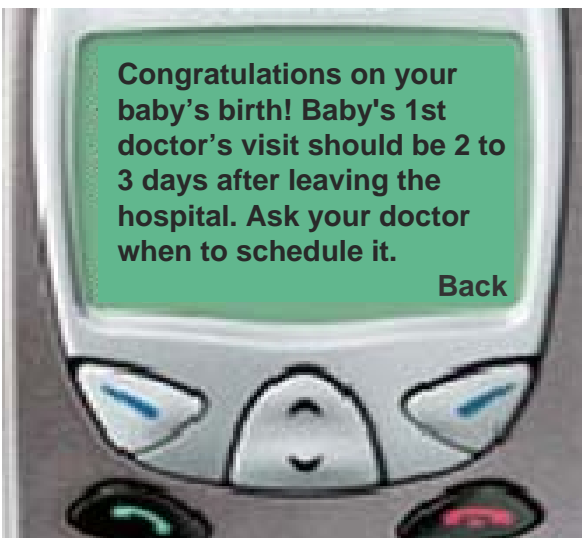 Congratulations on your
baby’s birth! Baby's 1st
doctor’s visit should be 2 to
3 days after leaving the
hospital. Ask your doctor
when to schedule it.
Back